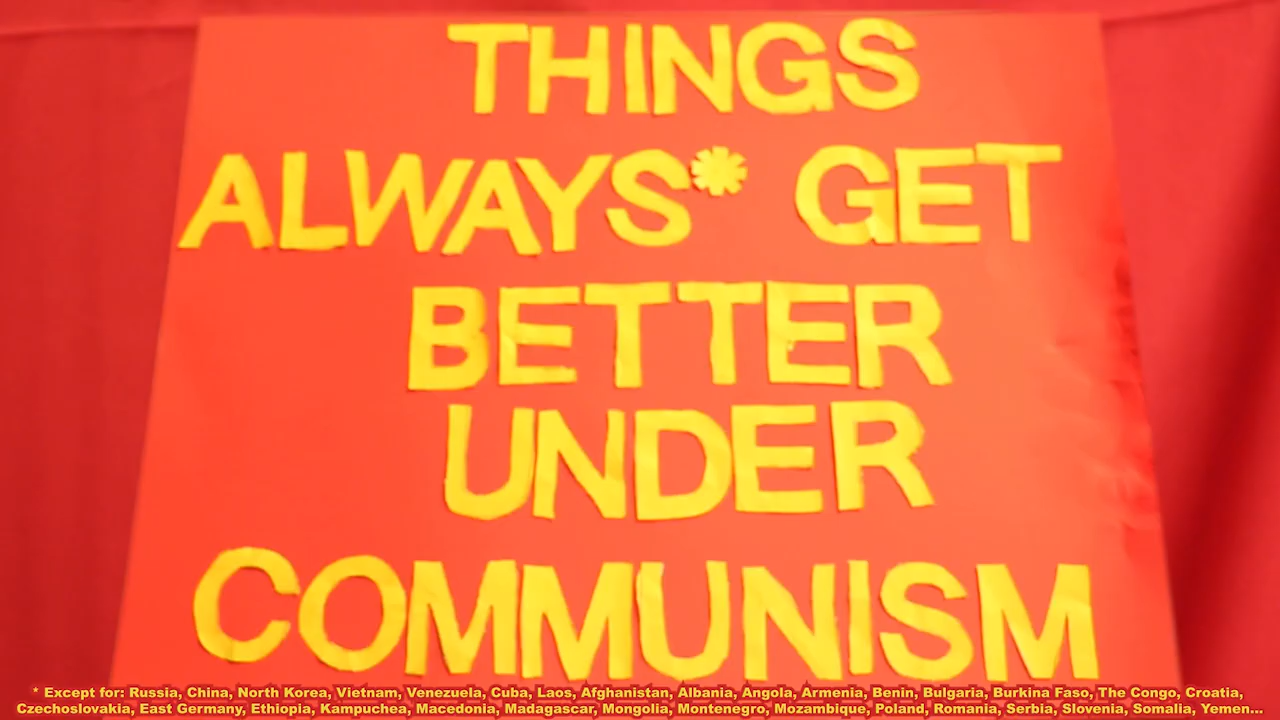 THINGS
ALWAYS* GET
BETTER
UNDER
COMMUNISM
* Except for: Russia, China, North Korea, Vietnam, Venezuela, Cuba, Laos, Afghanistan, Albania, Angola, Armenia, Benin, Bulgaria, Burkina Faso, The Congo, Croatia,
Czechoslovakia, East Germany, Ethiopia, Kampuchea, Macedonia, Madagascar, Mongolia, Montenegro, Mozambique, Poland, Romania, Serbia, Slovenia, Somalia, Yemen...